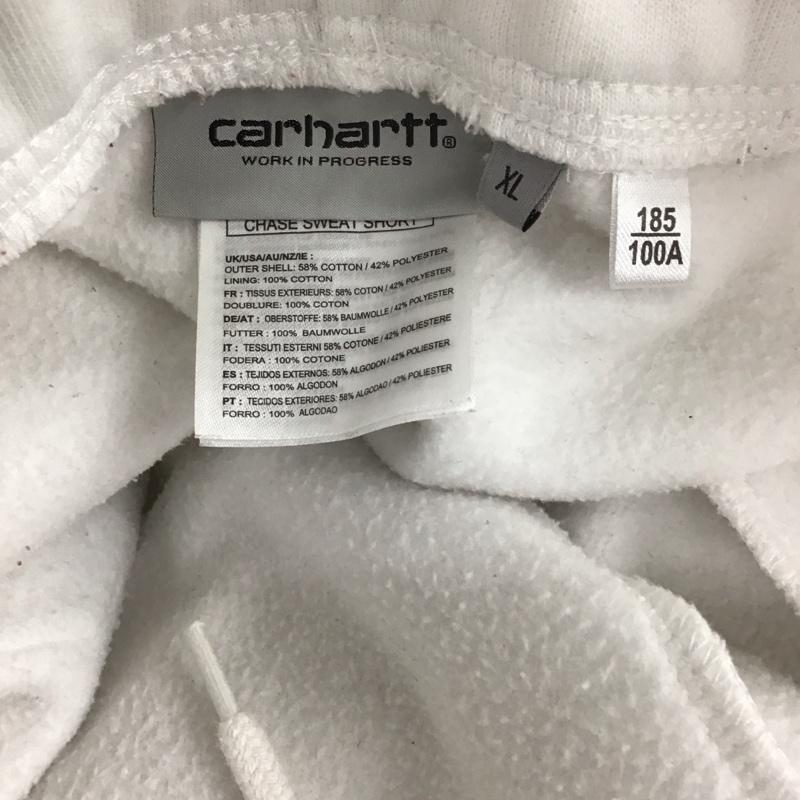 carhartt®
WORK IN PROGRESS
XL
185
100A
CHASE SWEAT SHORT
UK/USA/AU/NZ/IE :
OUTER SHELL: 58% COTTON / 42% POLYESTER
LINING: 100% COTTON
FR : TISSUS EXTERIEURS: 58% COTON / 42% POLYESTER
DOUBLURE: 100% COTON
DE/AT : OBERSTOFFE: 58% BAUMWOLLE / 42% POLYESTER
FUTTER : 100% BAUMWOLLE
IT : TESSUTI ESTERNI 58% COTONE / 42% POLIESTERE
FODERA : 100% COTONE
ES : TEJIDOS EXTERNOS: 58% ALGODON / 42% POLIESTER
FORRO : 100% ALGODON
PT : TECIDOS EXTERIORES: 58% ALGODAO / 42% POLIESTER
FORRO : 100% ALGODAO